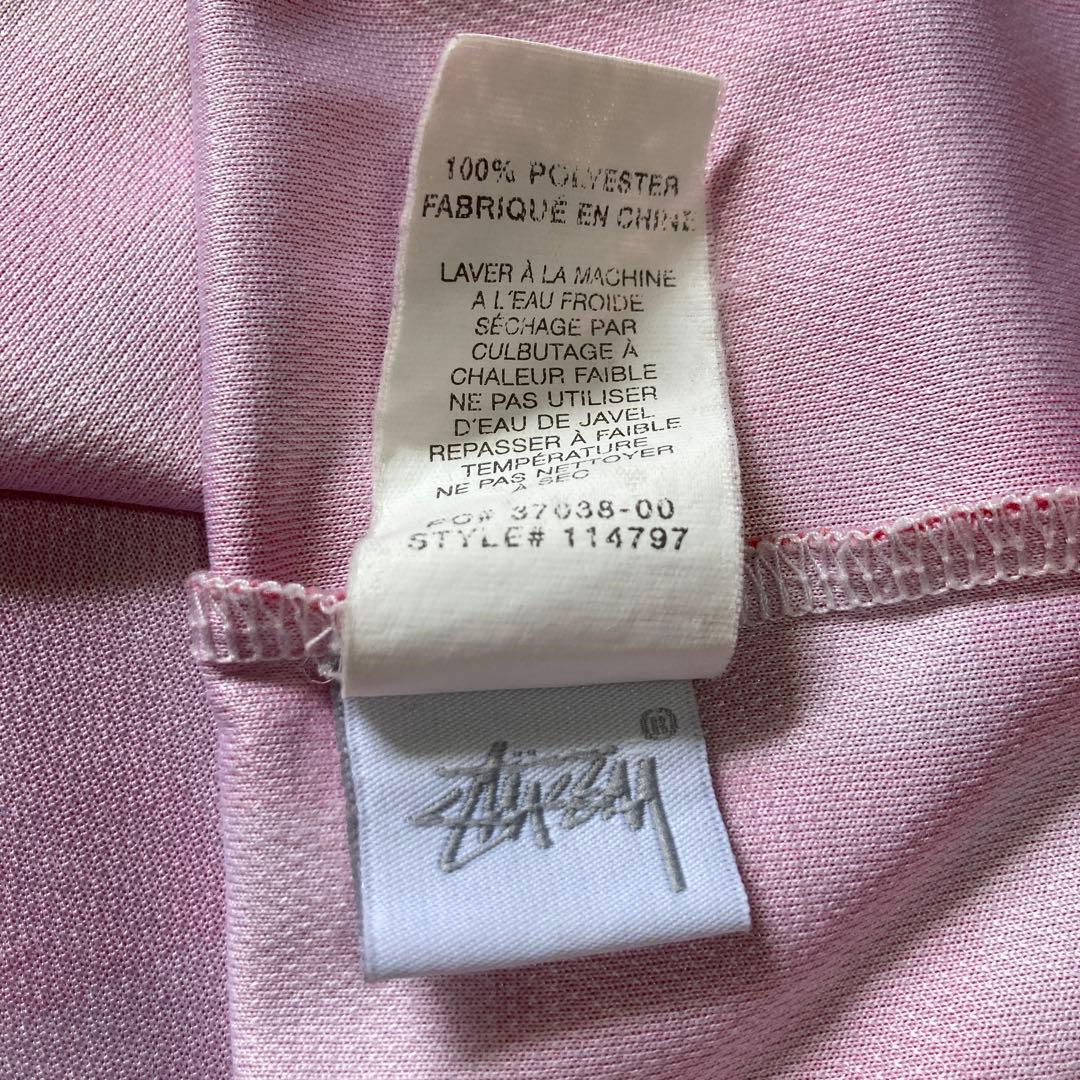 100% POLYESTER
FABRIQUÉ EN CHINE
LAVER À LA MACHINE
A L'EAU FROIDE
SÉCHAGE PAR
CULBUTAGE À
CHALEUR FAIBLE
NE PAS UTILISER
D'EAU DE JAVEL
REPASSER À FAIBLE
TEMPÉRATURE
NE PAS NETTOYER
À SEC
37038-00
STYLE# 114797
STÜSSY ®